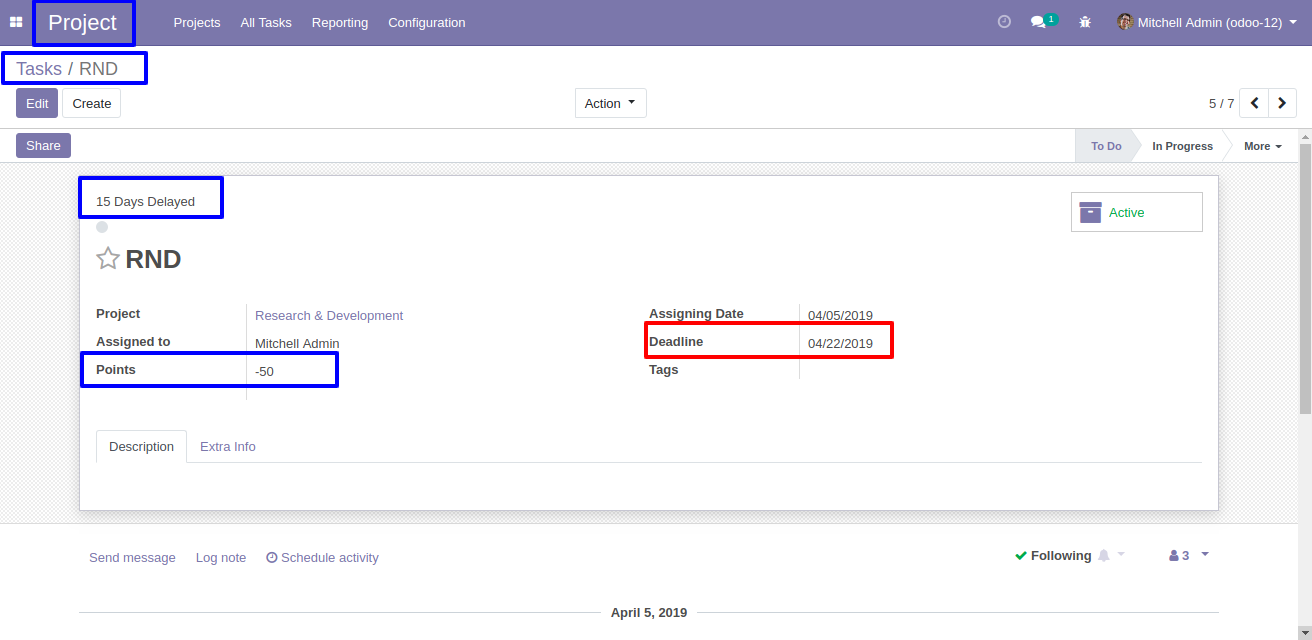 Project Projects All Tasks Reporting Configuration 1 Mitchell Admin (odoo-12)
Tasks / RND
Edit Create Action 5 / 7
Share To Do In Progress More
15 Days Delayed
Active
RND
Project Research & Development
Assigned to Mitchell Admin
Points -50
Assigning Date 04/05/2019
Deadline 04/22/2019
Tags
Description Extra Info
Send message Log note Schedule activity Following 3
April 5, 2019